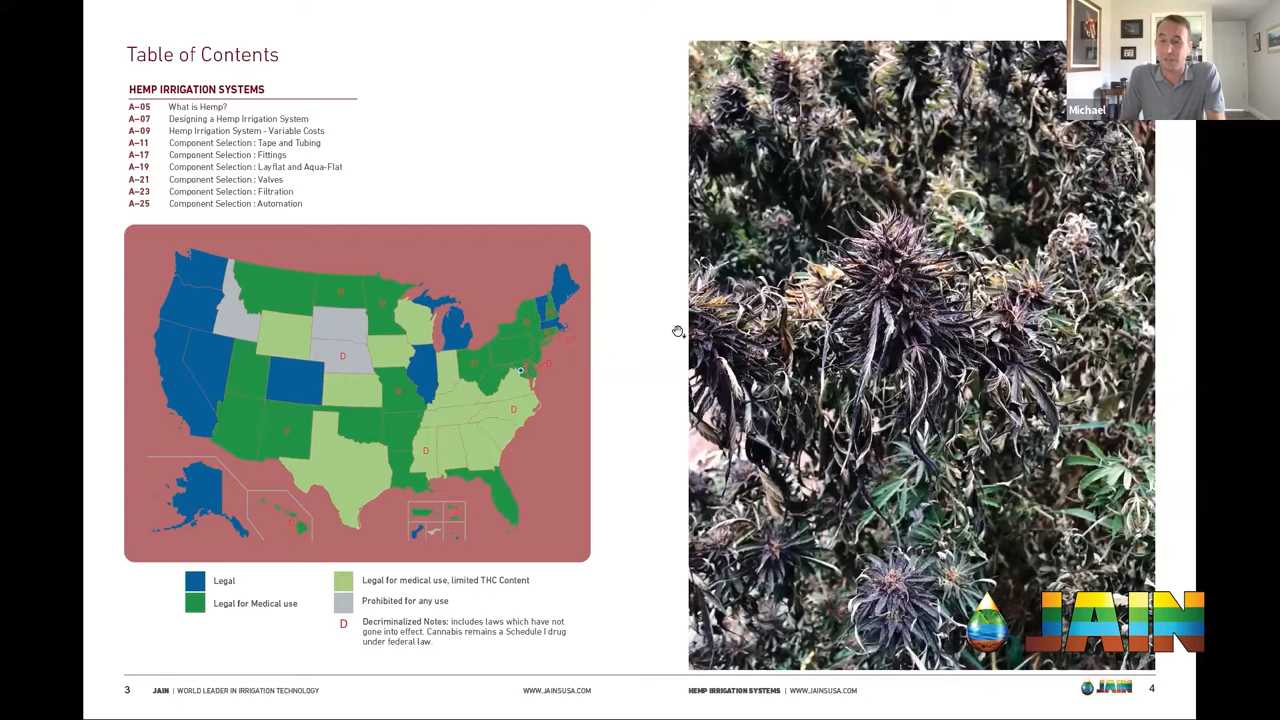 Table of Contents
HEMP IRRIGATION SYSTEMS
A–05 What is Hemp?
A–07 Designing a Hemp Irrigation System
A–09 Hemp Irrigation System - Variable Costs
A–11 Component Selection : Tape and Tubing
A–17 Component Selection : Fittings
A–19 Component Selection : Layflat and Aqua-Flat
A–21 Component Selection : Valves
A–23 Component Selection : Filtration
A–25 Component Selection : Automation
Michael
D
D
D
D
D
D
D
D
D
Legal
Legal for Medical use
Legal for medical use, limited THC Content
Prohibited for any use
D Decriminalized Notes: includes laws which have not
gone into effect. Cannabis remains a Schedule I drug
under federal law.
JAIN
3 JAIN | WORLD LEADER IN IRRIGATION TECHNOLOGY WWW.JAINSUSA.COM
HEMP IRRIGATION SYSTEMS | WWW.JAINSUSA.COM JAIN 4